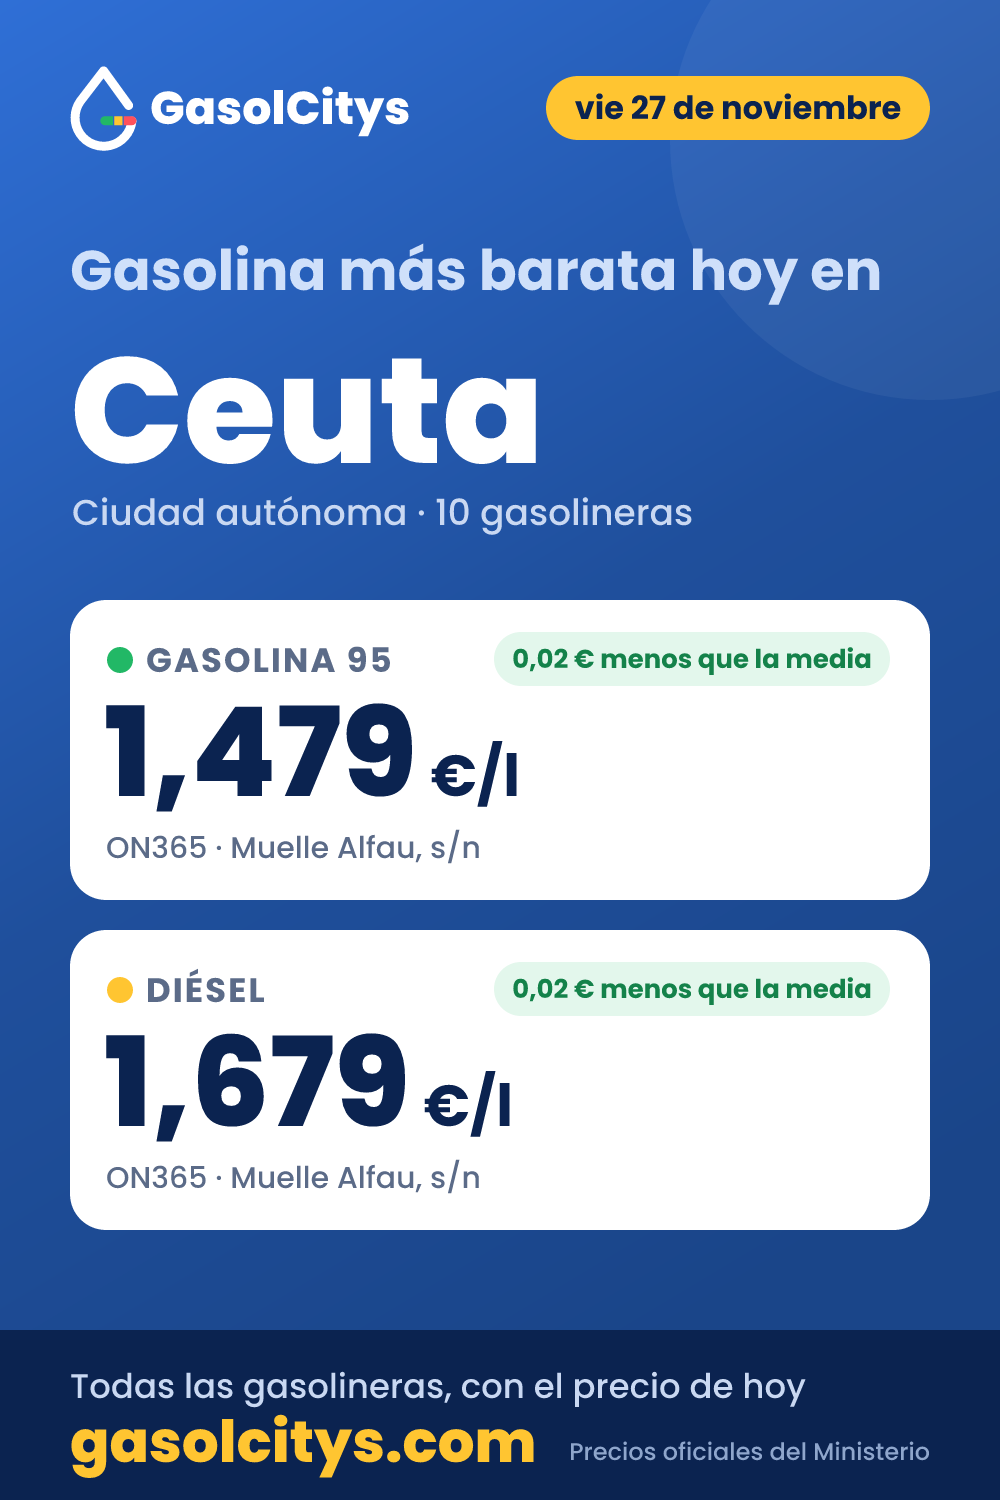 GasolCitys
vie 27 de noviembre
Gasolina más barata hoy en
Ceuta
Ciudad autónoma · 10 gasolineras
GASOLINA 95
0,02 € menos que la media
1,479 €/l
ON365 · Muelle Alfau, s/n
DIÉSEL
0,02 € menos que la media
1,679 €/l
ON365 · Muelle Alfau, s/n
Todas las gasolineras, con el precio de hoy
gasolcitys.com
Precios oficiales del Ministerio